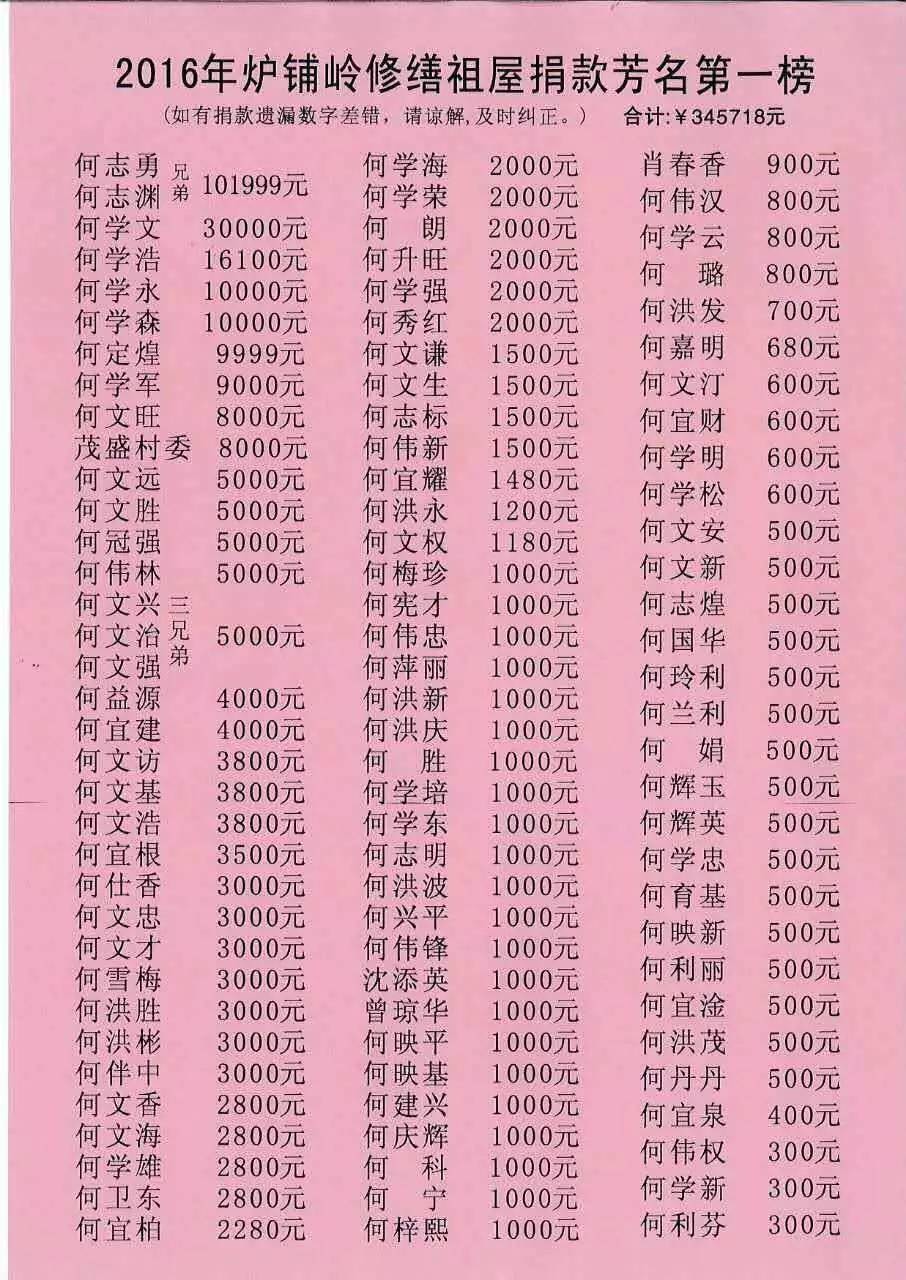 2016年炉铺岭修缮祖屋捐款芳名第一榜
(如有捐款遗漏数字差错，请谅解,及时纠正。) 合计:¥345718元
何志勇
何志渊
兄弟 101999元
何学文 30000元
何学浩 16100元
何学永 10000元
何学森 10000元
何定煌 9999元
何学军 9000元
何文旺 8000元
茂盛村委 8000元
何文远 5000元
何文胜 5000元
何冠强 5000元
何伟林 5000元
何文兴
何文治
何文强
三兄弟 5000元
何益源 4000元
何宜建 4000元
何文访 3800元
何文基 3800元
何文浩 3800元
何宜根 3500元
何仕香 3000元
何文忠 3000元
何文才 3000元
何雪梅 3000元
何洪胜 3000元
何洪彬 3000元
何伴中 3000元
何文香 2800元
何文海 2800元
何学雄 2800元
何卫东 2800元
何宜柏 2280元
何学海 2000元
何学荣 2000元
何朗 2000元
何升旺 2000元
何学强 2000元
何秀红 2000元
何文谦 1500元
何文生 1500元
何志标 1500元
何伟新 1500元
何宜耀 1480元
何洪永 1200元
何文权 1180元
何梅珍 1000元
何宪才 1000元
何伟忠 1000元
何萍丽 1000元
何洪新 1000元
何洪庆 1000元
何胜 1000元
何学培 1000元
何学东 1000元
何志明 1000元
何洪波 1000元
何兴平 1000元
何伟锋 1000元
沈添英 1000元
曾琼华 1000元
何映平 1000元
何映基 1000元
何建兴 1000元
何庆辉 1000元
何科 1000元
何宁 1000元
何梓熙 1000元
肖春香 900元
何伟汉 800元
何学云 800元
何璐 800元
何洪发 700元
何嘉明 680元
何文汀 600元
何宜财 600元
何学明 600元
何学松 600元
何文安 500元
何文新 500元
何志煌 500元
何国华 500元
何玲利 500元
何兰利 500元
何娟 500元
何辉玉 500元
何辉英 500元
何学忠 500元
何育基 500元
何映新 500元
何利丽 500元
何宜淦 500元
何洪茂 500元
何丹丹 500元
何宜泉 400元
何伟权 300元
何学新 300元
何利芬 300元